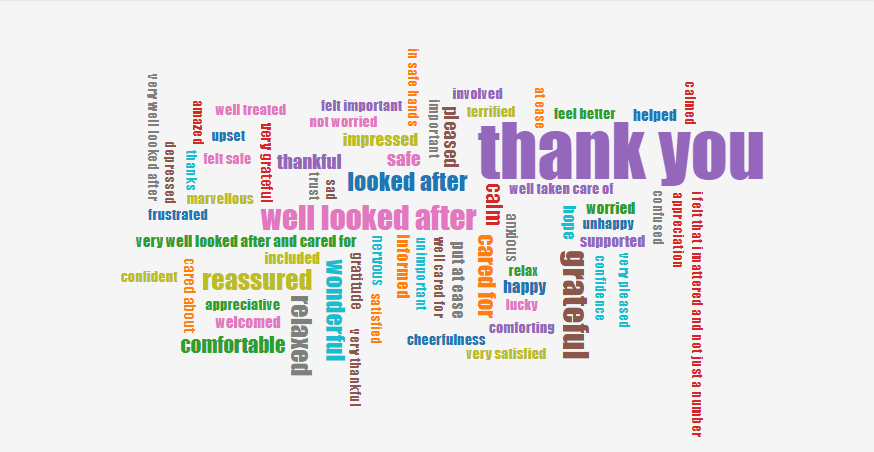 in safe hands
very well looked after
involved
at ease
calmed
amazed
well treated
felt important
important
pleased
terrified
feel better
helped
upset
very grateful
not worried
impressed
thank you
depressed
thanks
felt safe
thankful
safe
trust
sad
looked after
marvellous
calm
well taken care of
frustrated
well looked after
anxious
hope
worried
unhappy
confused
appreciation
i felt that i mattered and not just a number
very well looked after and cared for
nervous
informed
unimportant
well cared for
put at ease
cared for
supported
included
gratitude
grateful
confidence
very pleased
confident
cared about
reassured
wonderful
relax
happy
appreciative
relaxed
satisfied
lucky
welcomed
comforting
comfortable
very thankful
cheerfulness
very satisfied